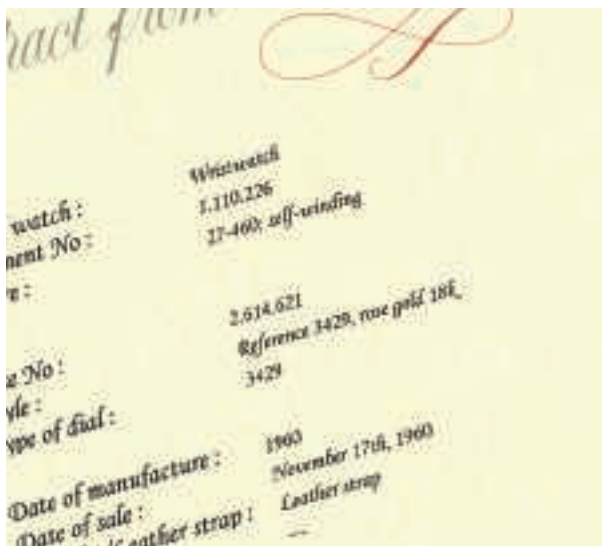 tract from
watch : Wristwatch
ment No : 1.110.226
re : 27-460; self-winding
e No : 2.614.621
yle : Reference 3429, rose gold 18k,
ype of dial : 3429
Date of manufacture : 1960
Date of sale : November 17th, 1960
leather strap : Leather strap